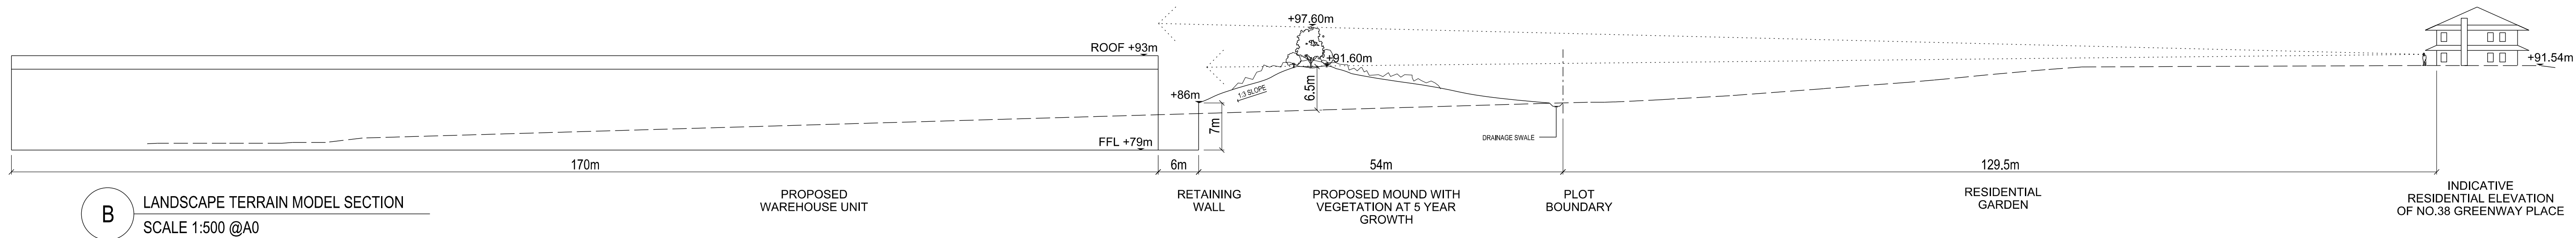 +97.60m
ROOF +93m
+91.60m
+91.54m
+86m
1:3 SLOPE
6.5m
7m
DRAINAGE SWALE
FFL +79m
170m
6m
54m
129.5m
PROPOSED
WAREHOUSE UNIT
RETAINING
WALL
PROPOSED MOUND WITH
VEGETATION AT 5 YEAR
GROWTH
PLOT
BOUNDARY
RESIDENTIAL
GARDEN
INDICATIVE
RESIDENTIAL ELEVATION
OF NO.38 GREENWAY PLACE
B
LANDSCAPE TERRAIN MODEL SECTION
SCALE 1:500 @A0